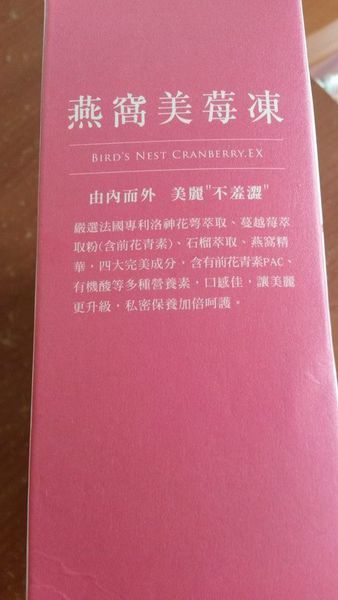 燕窩美莓凍
BIRD'S NEST CRANBERRY.EX
由內而外 美麗"不羞澀"
嚴選法國專利洛神花萼萃取、蔓越莓萃
取粉(含前花青素)、石榴萃取、燕窩精
華，四大完美成分，含有前花青素PAC、
有機酸等多種營養素，口感佳，讓美麗
更升級，私密保養加倍呵護。